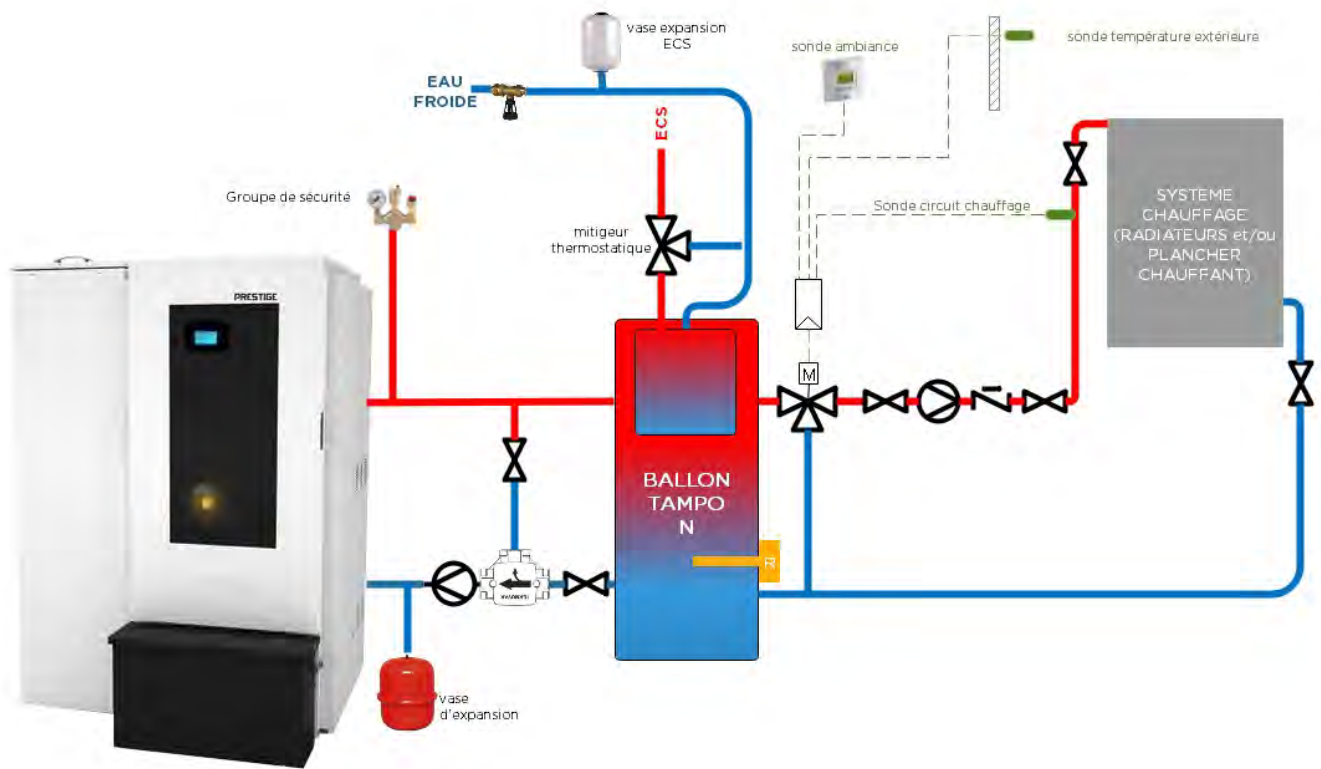 vase expansion
ECS
sonde ambiance
sonde température extérieure
EAU
FROIDE
ECS
Groupe de sécurité
mitigeur
thermostatique
Sonde circuit chauffage
SYSTEME
CHAUFFAGE
(RADIATEURS et/ou
PLANCHER
CHAUFFANT)
PRESTIGE
M
BALLON
TAMPO
N
vase
d'expansion